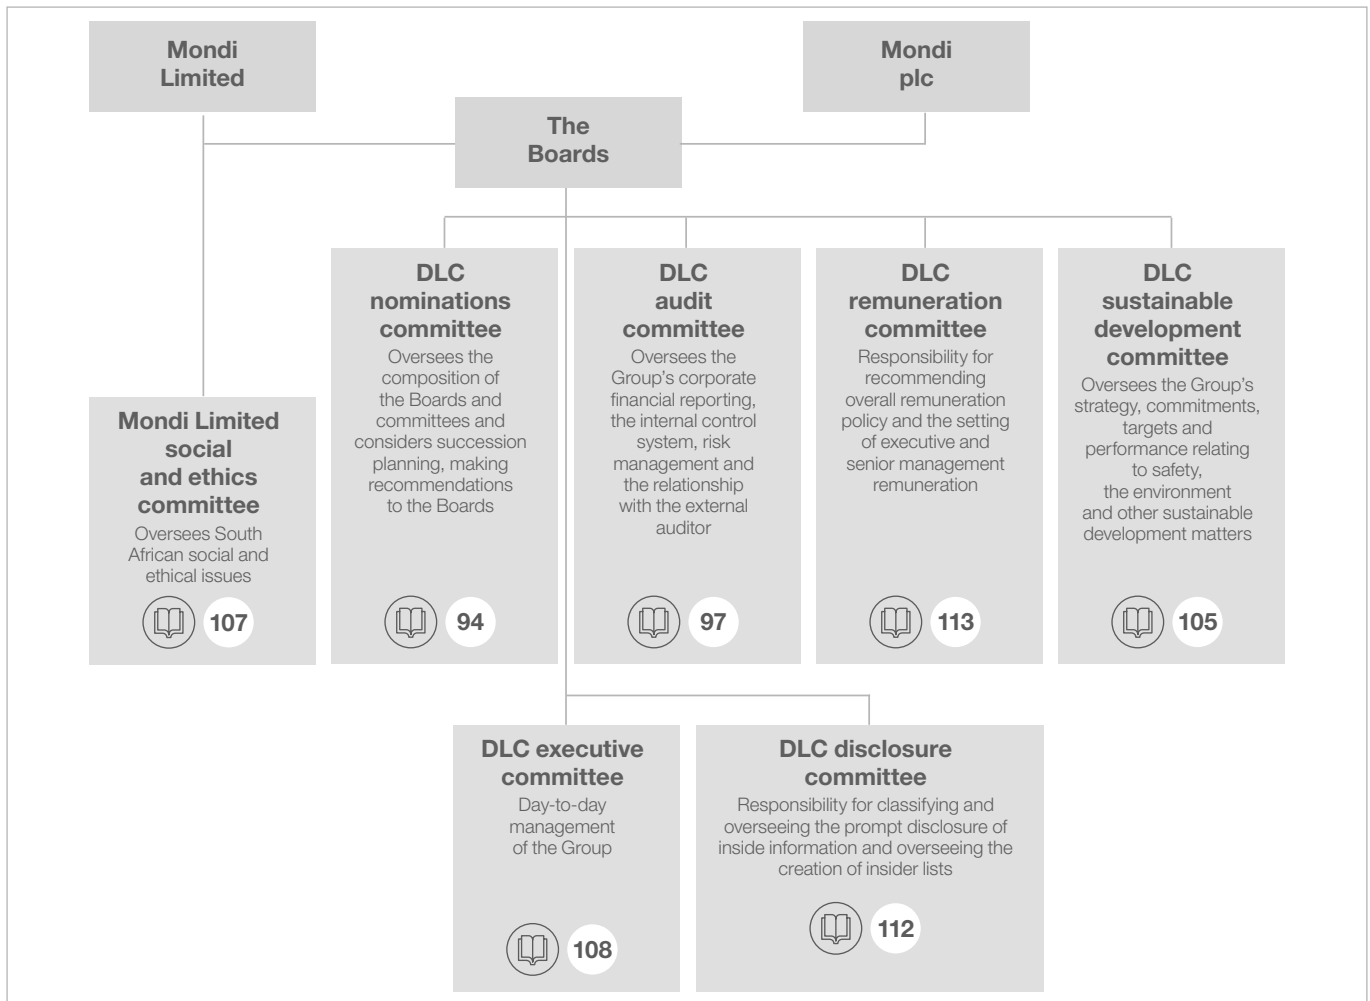 Mondi
Limited
Mondi
plc
The
Boards
Mondi Limited
social
and ethics
committee
Oversees South
African social and
ethical issues
107
DLC
nominations
committee
Oversees the
composition of
the Boards and
committees and
considers succession
planning, making
recommendations
to the Boards
94
DLC
audit
committee
Oversees the
Group's corporate
financial reporting,
the internal control
system, risk
management and
the relationship
with the external
auditor
97
DLC
remuneration
committee
Responsibility for
recommending
overall remuneration
policy and the setting
of executive and
senior management
remuneration
113
DLC
sustainable
development
committee
Oversees the Group's
strategy, commitments,
targets and
performance relating
to safety,
the environment
and other sustainable
development matters
105
DLC executive
committee
Day-to-day
management
of the Group
108
DLC disclosure
committee
Responsibility for classifying and
overseeing the prompt disclosure of
inside information and overseeing the
creation of insider lists
112